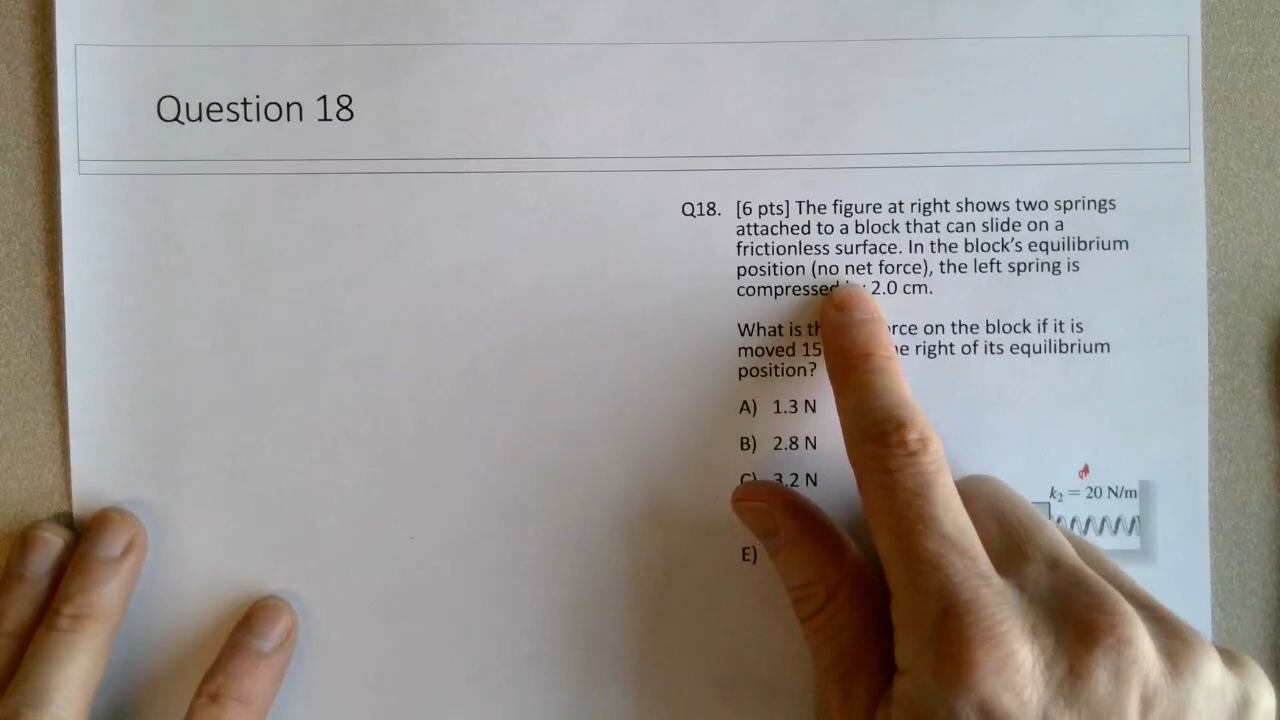 Question 18
Q18. [6 pts] The figure at right shows two springs
attached to a block that can slide on a
frictionless surface. In the block's equilibrium
position (no net force), the left spring is
compressed 2.0 cm.
What is on the block if it is
moved 15 right of its equilibrium
position?
A) 1.3 N
B) 2.8 N
C) 3.2 N
E)
k₂ = 20 N/m